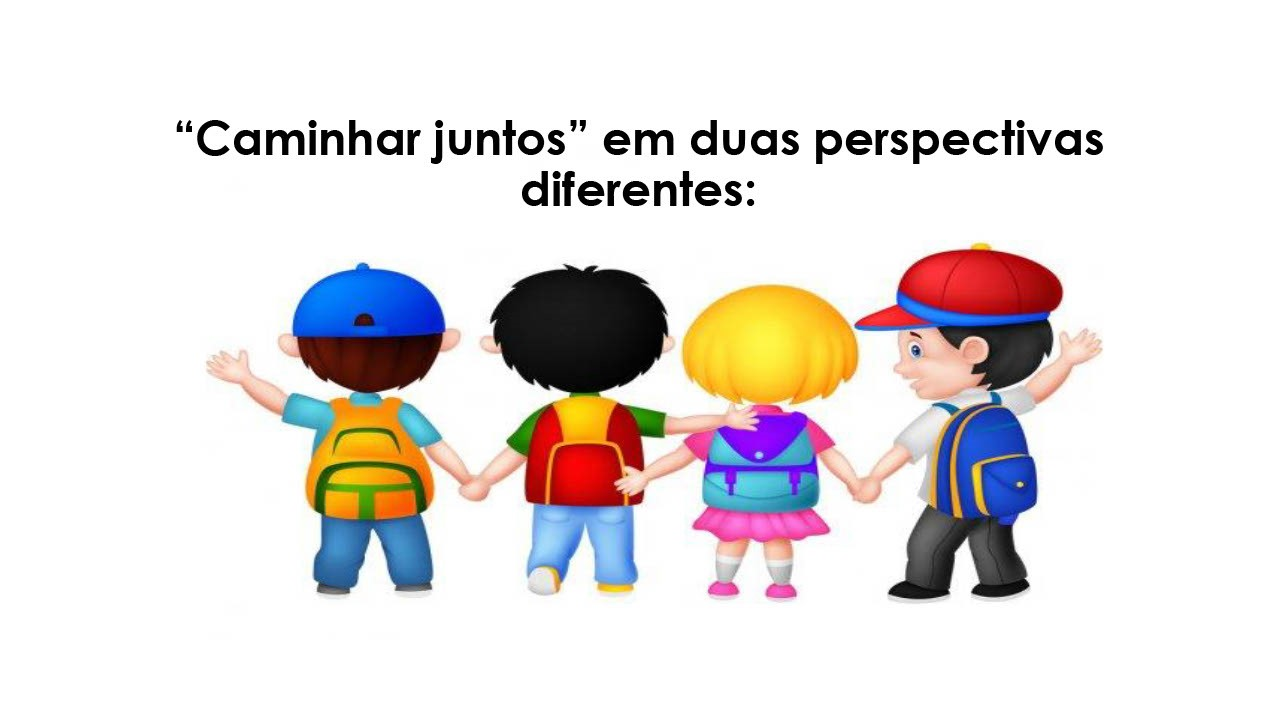 “Caminhar juntos” em duas perspectivas
diferentes: